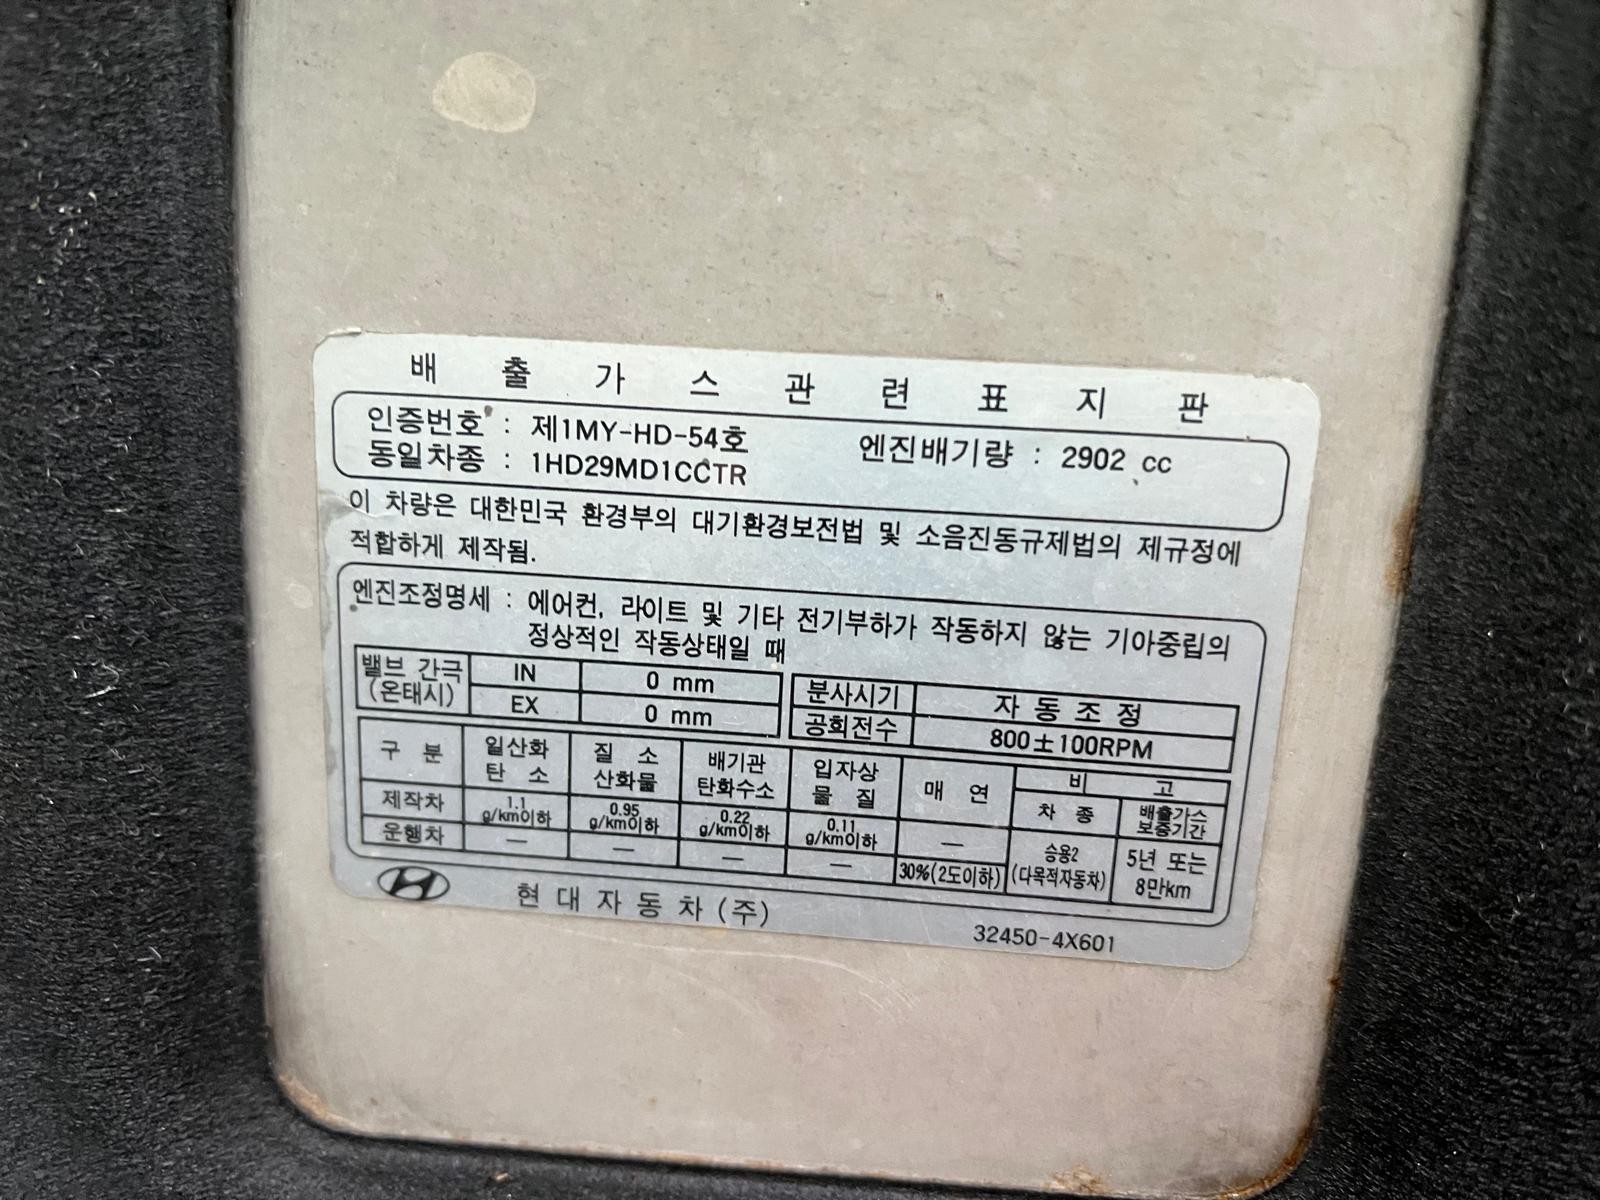 배출가스관련표지판
인증번호 : 제1MY-HD-54호 엔진배기량 : 2902 cc
동일차종 : 1HD29MD1CCTR
이 차량은 대한민국 환경부의 대기환경보전법 및 소음진동규제법의 제규정에
적합하게 제작됨.
엔진조정명세 : 에어컨, 라이트 및 기타 전기부하가 작동하지 않는 기아중립의
정상적인 작동상태일 때
밸브 간극 (온태시) IN 0 mm
EX 0 mm
분사시기 자동조정
공회전수 800±100RPM
구 분 일산화 탄 소 질 소 산화물 배기관 탄화수소 입자상 물 질 매 연 비 고
차 종 배출가스 보증기간
제작차 1.1 g/km이하 0.95 g/km이하 0.22 g/km이하 0.11 g/km이하 — 승용2 (다목적자동차) 5년 또는 8만km
운행차 — — — — 30%(2도이하)
현대자동차(주)
32450-4X601